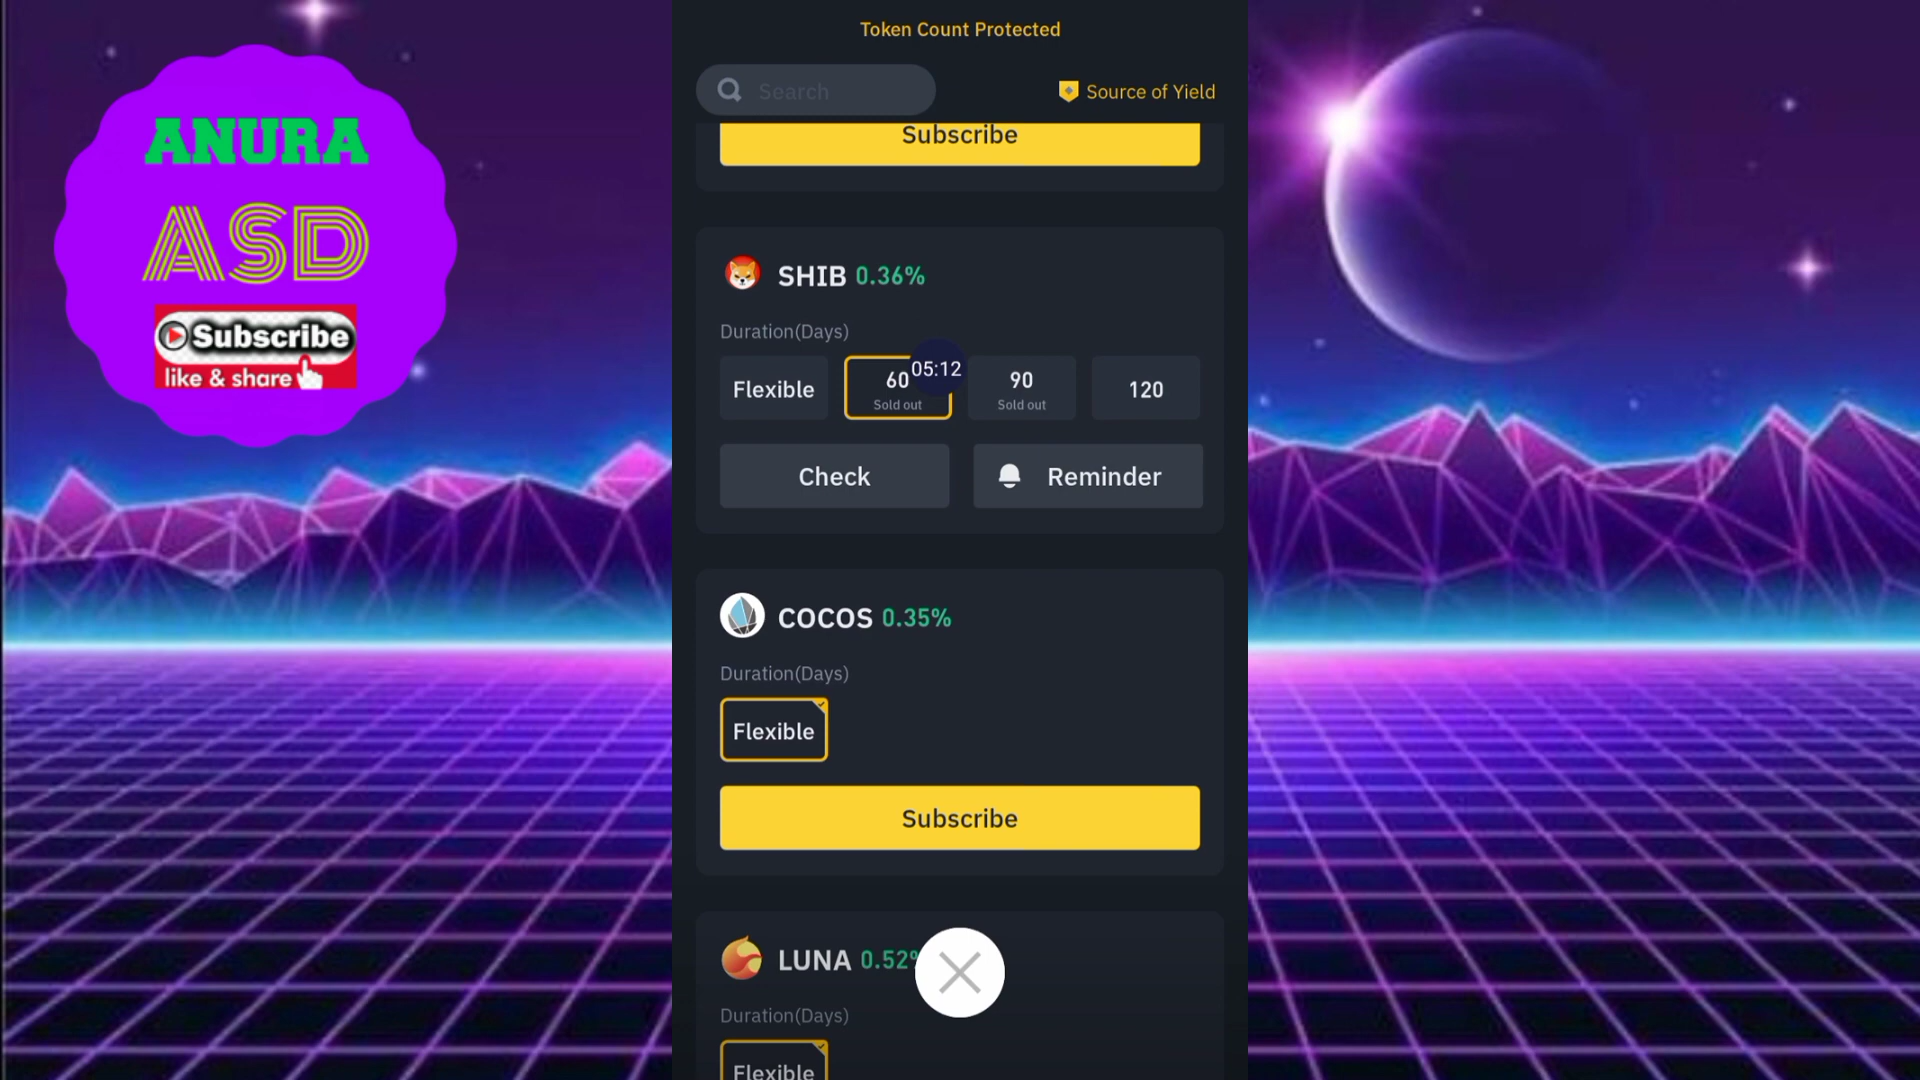 ANURA
ASD
Subscribe
like & share
Token Count Protected
Search
Source of Yield
Subscribe
SHIB 0.36%
Duration(Days)
Flexible
60
Sold out
05:12
90
Sold out
120
Check
Reminder
COCOS 0.35%
Duration(Days)
Flexible
Subscribe
LUNA 0.52%
Duration(Days)
Flexible